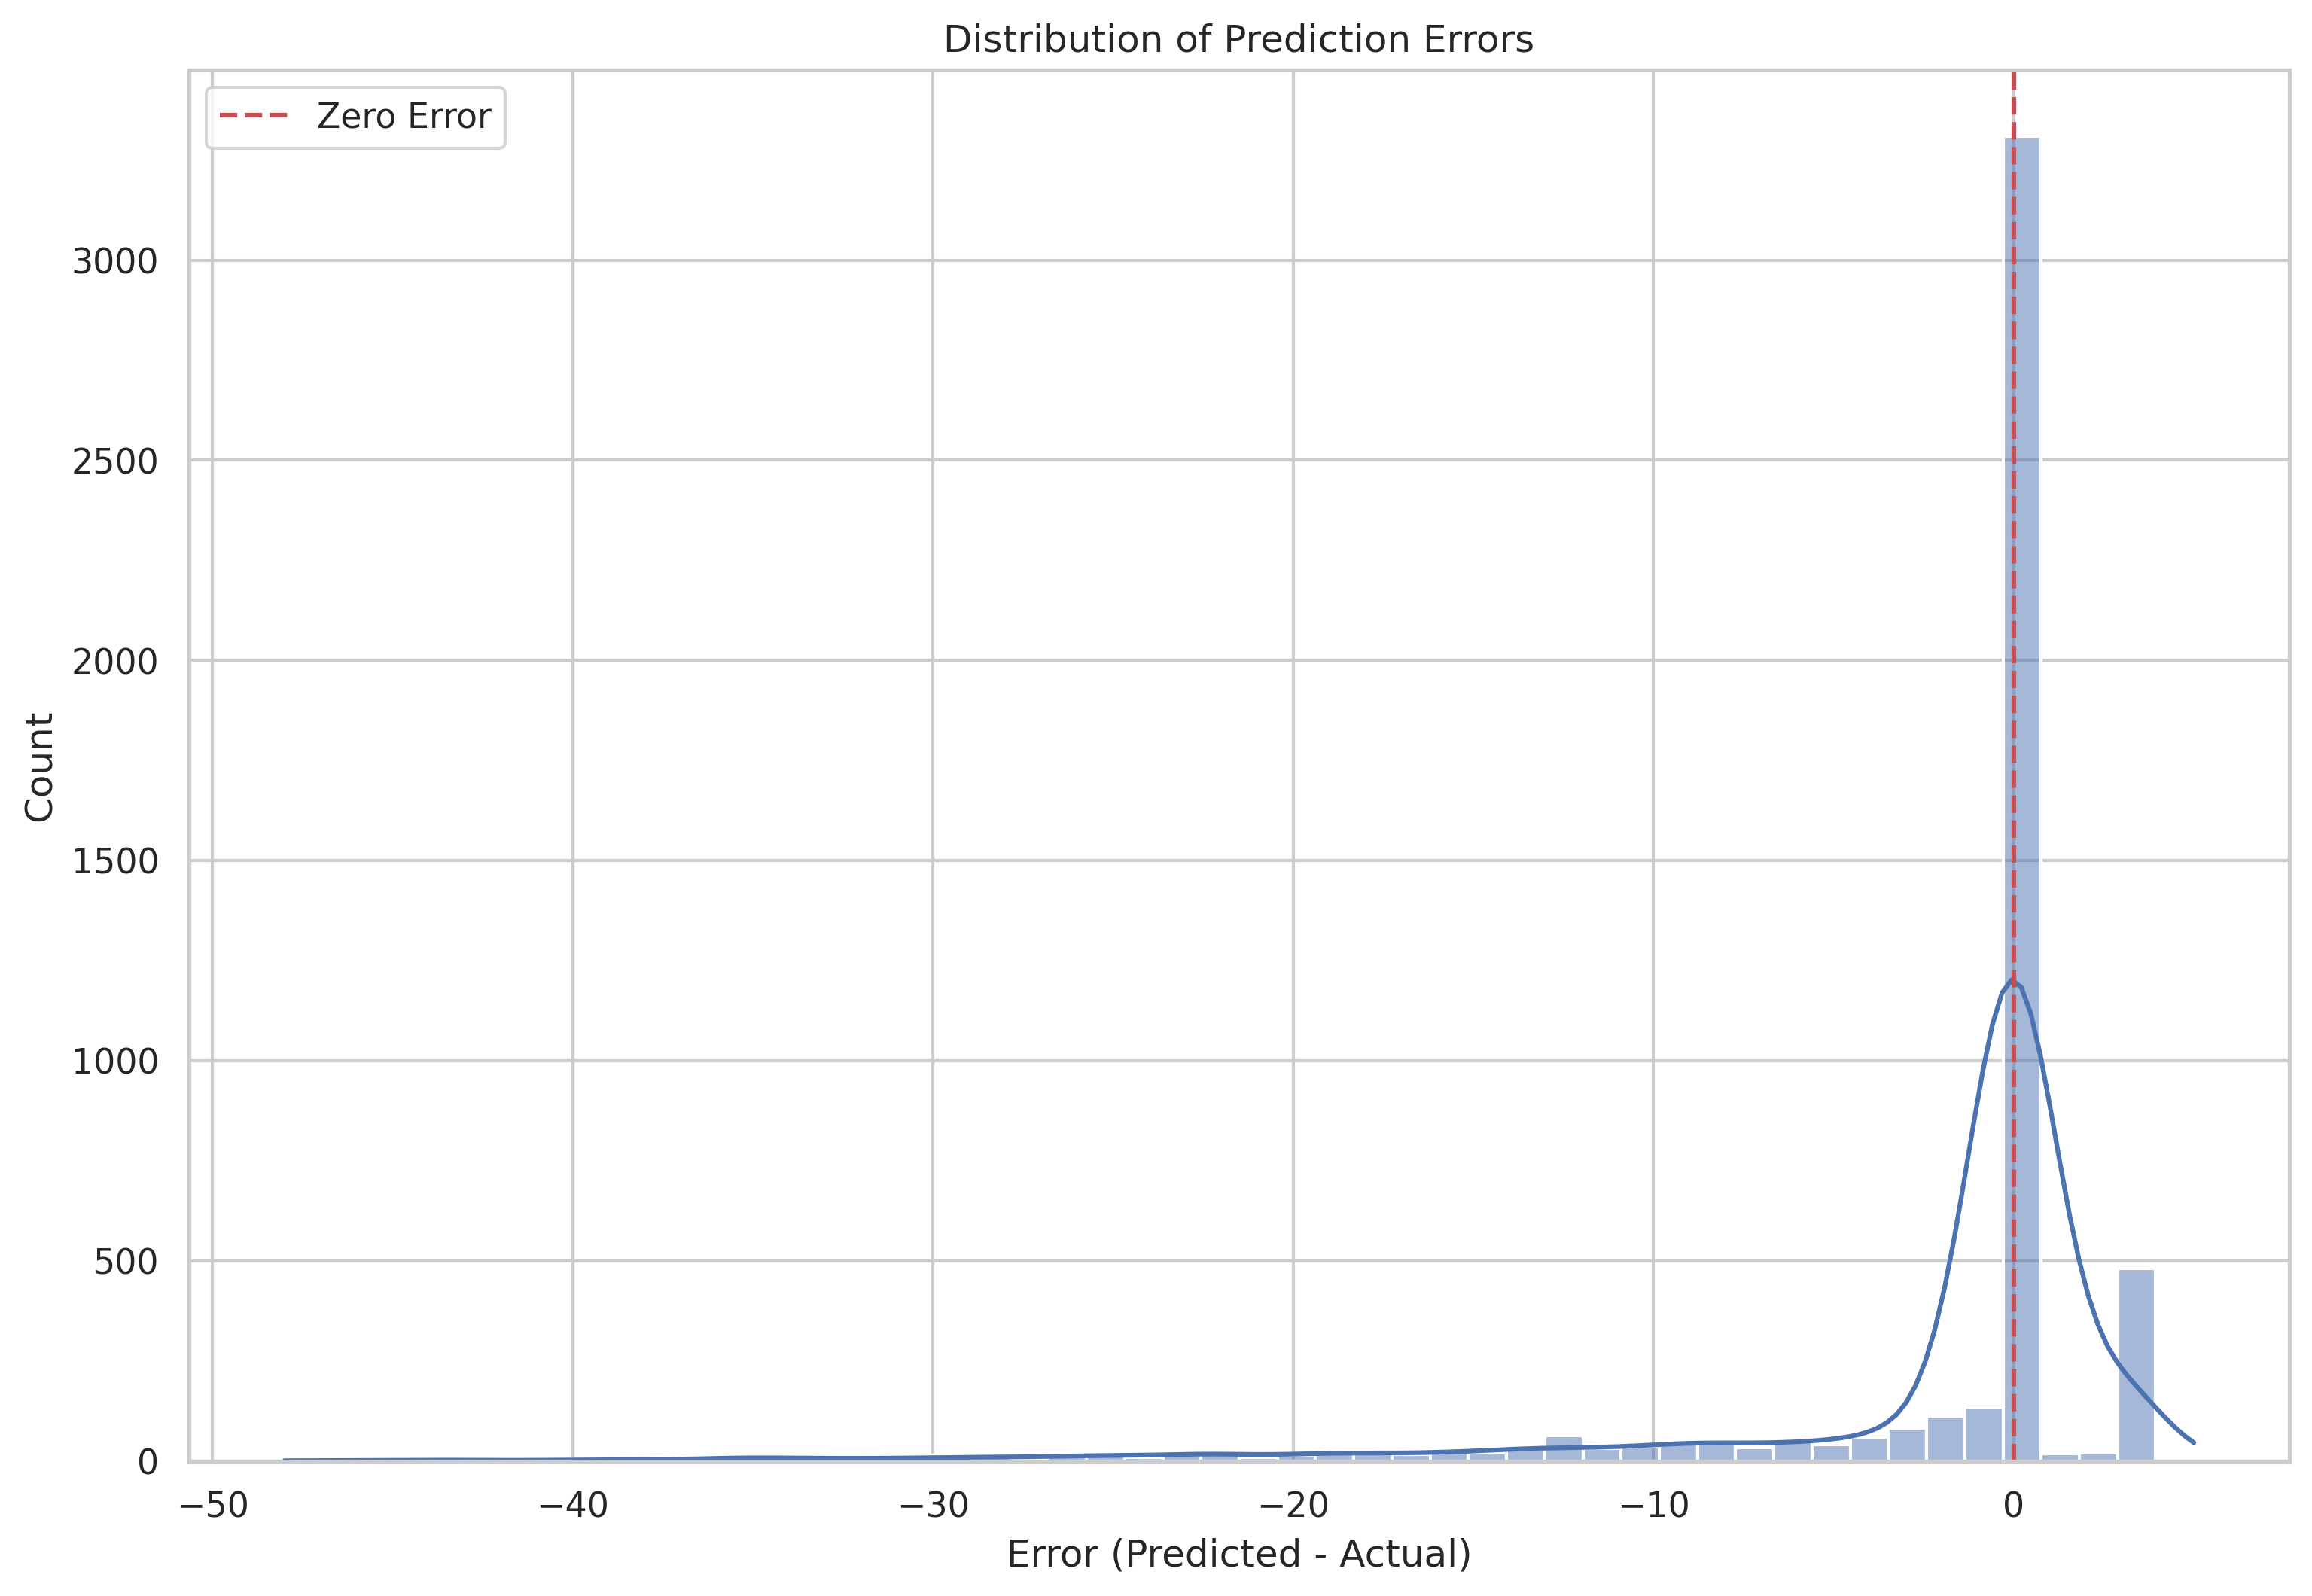 Distribution of Prediction Errors
Zero Error
3000
2500
2000
1500
1000
500
0
Count
−50 −40 −30 −20 −10 0
Error (Predicted - Actual)